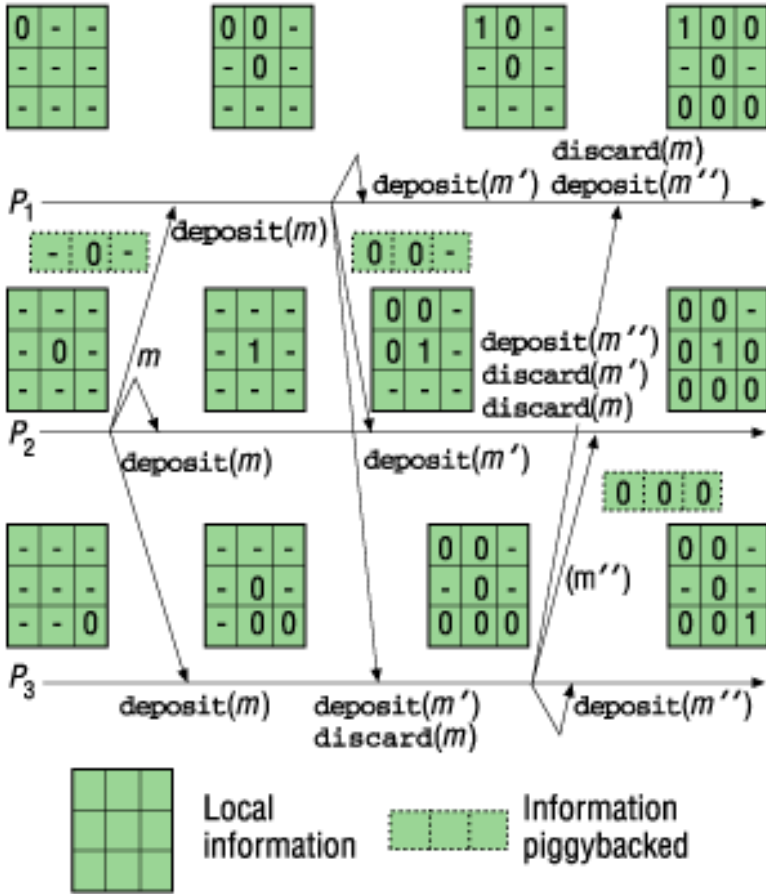 0 - - 0 0 - 1 0 - 1 0 0
- - - - 0 - - 0 - - 0 -
- - - - - - - - - 0 0 0
discard(m)
P1 deposit(m) deposit(m′) deposit(m′′)
- 0 - 0 0 -
- - - - - - 0 0 - 0 0 -
- 0 - - 1 - 0 1 - 0 1 0
- - - - - - - - - 0 0 0
m
deposit(m′′)
discard(m′)
discard(m)
P2 deposit(m) deposit(m′)
0 0 0
- - - - - - 0 0 - 0 0 -
- - - - 0 - - 0 - - 0 -
- - 0 - 0 0 0 0 0 0 0 1
(m′′)
P3 deposit(m) deposit(m′) deposit(m′′)
discard(m)
Local
information
Information
piggybacked